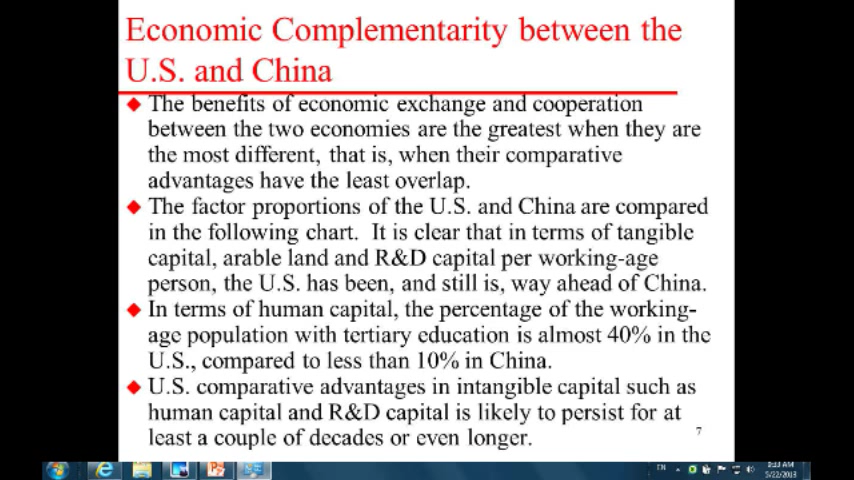 Economic Complementarity between the
U.S. and China
The benefits of economic exchange and cooperation
between the two economies are the greatest when they are
the most different, that is, when their comparative
advantages have the least overlap.
The factor proportions of the U.S. and China are compared
in the following chart. It is clear that in terms of tangible
capital, arable land and R&D capital per working-age
person, the U.S. has been, and still is, way ahead of China.
In terms of human capital, the percentage of the working-
age population with tertiary education is almost 40% in the
U.S., compared to less than 10% in China.
U.S. comparative advantages in intangible capital such as
human capital and R&D capital is likely to persist for at
least a couple of decades or even longer.
7
EN
5/22/2013